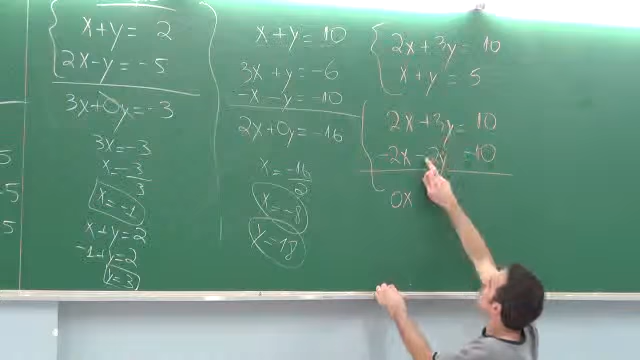 x+y= 2
2x-y=-5
3x+0y=-3
3x=-3
x=-3
3
x=-1
x+y=2
-1+y=2
y=3
x+y=10
3x+y=-6
-x-y=-10
2x+0y=-16
x=-16
2
x=-8
y=18
2x+3y=10
x+y=5
2x+3y=10
-2x-2y -10
0x